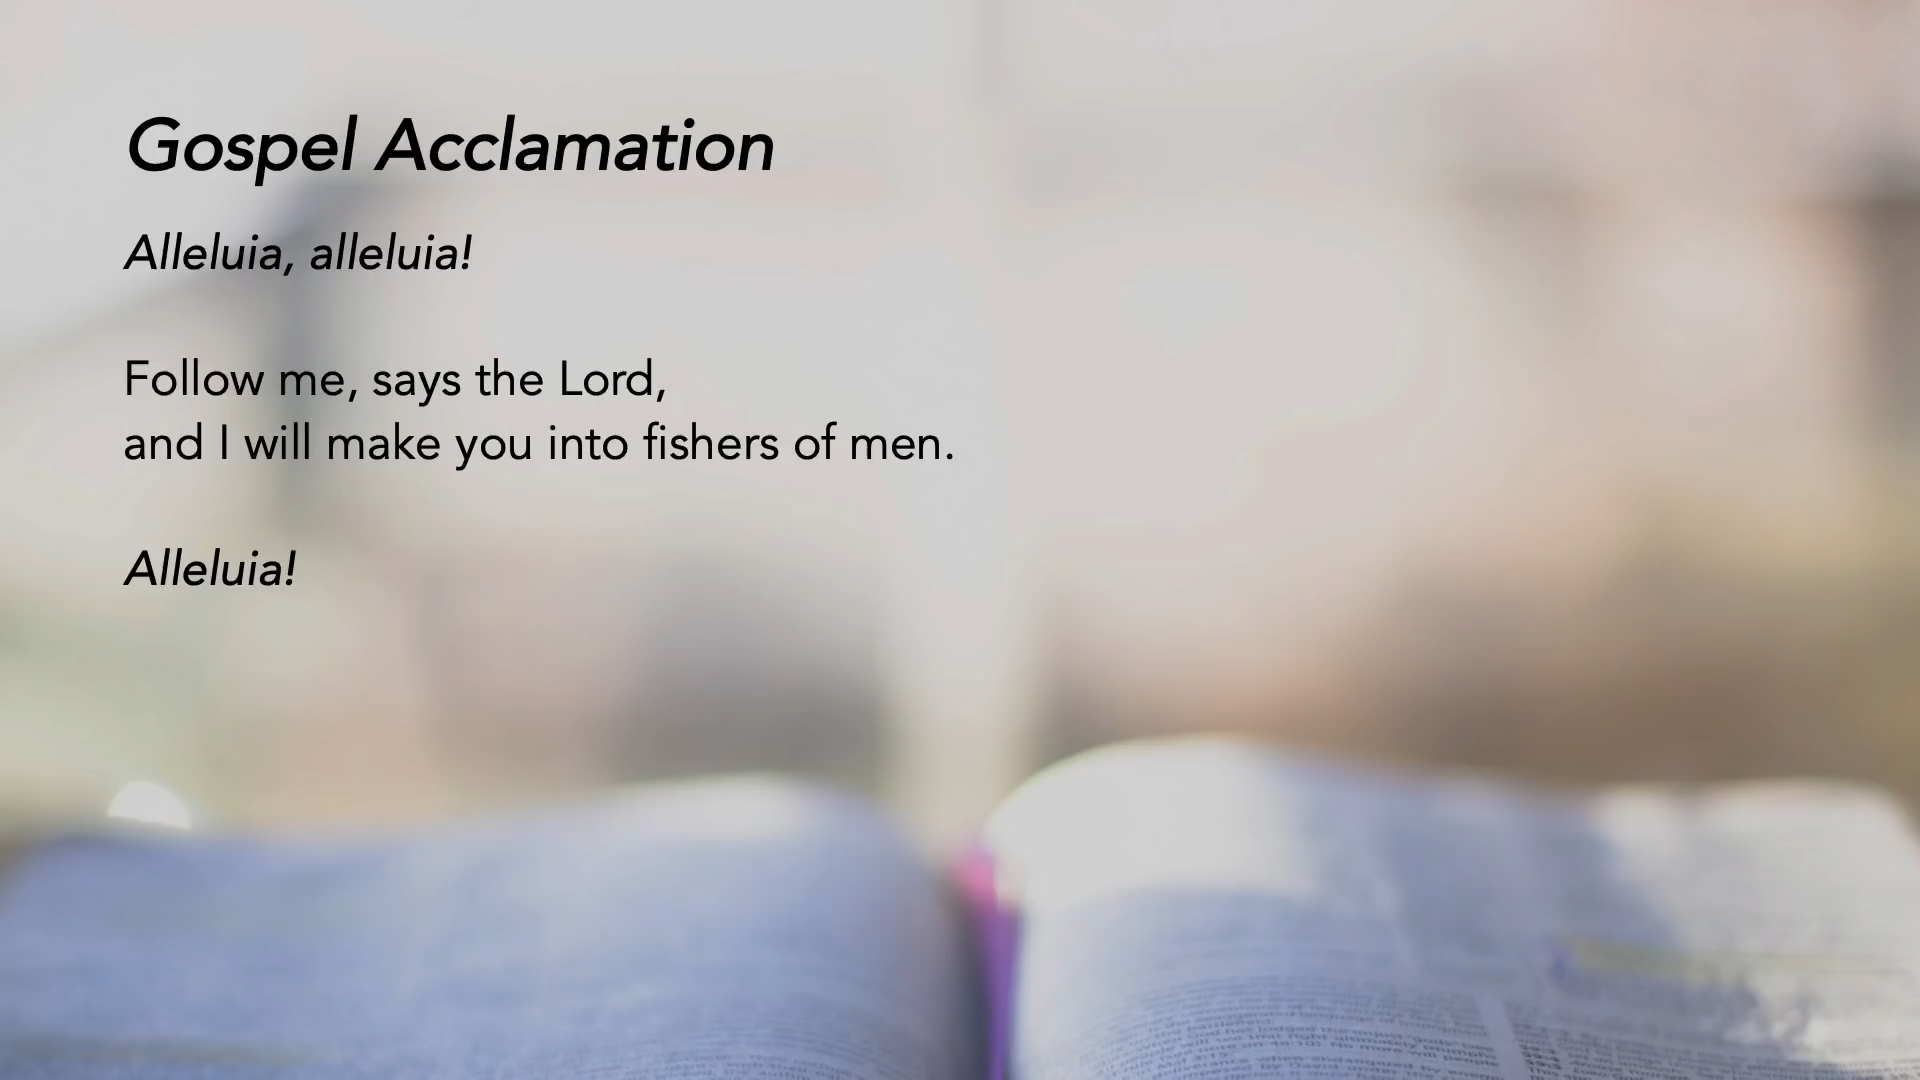 Gospel Acclamation
Alleluia, alleluia!
Follow me, says the Lord,
and I will make you into fishers of men.
Alleluia!